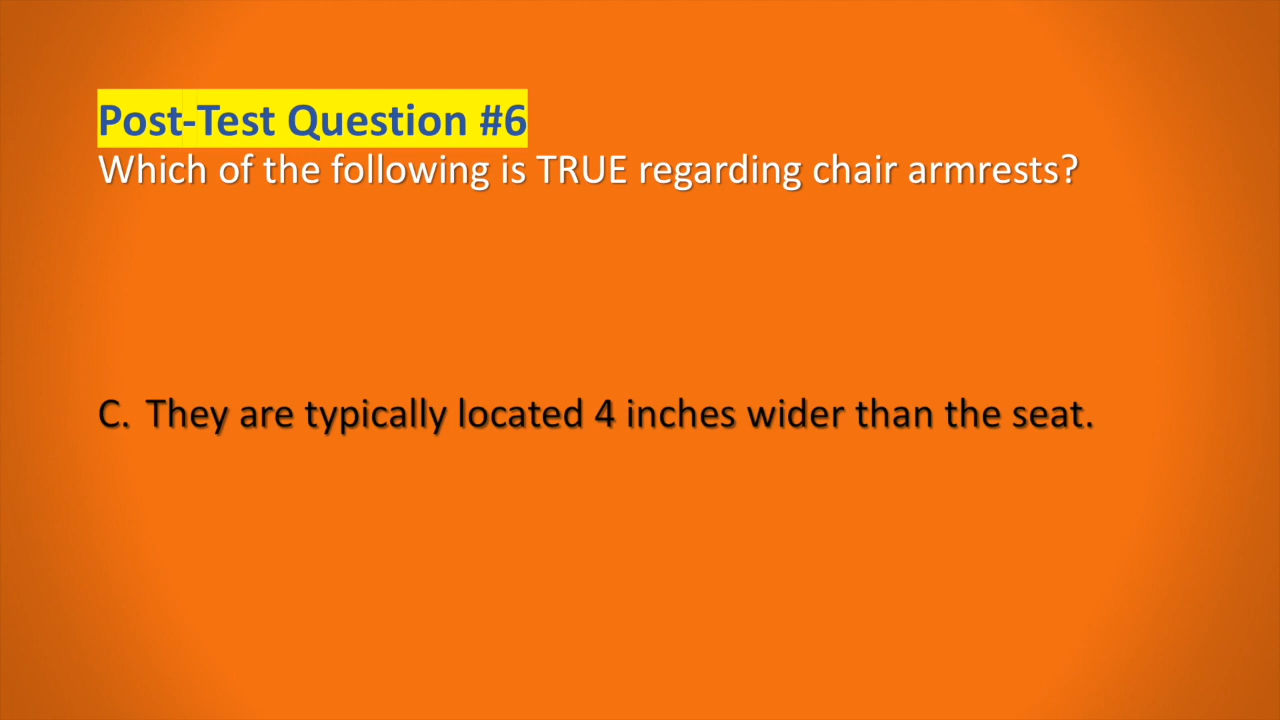 Post-Test Question #6
Which of the following is TRUE regarding chair armrests?
C. They are typically located 4 inches wider than the seat.